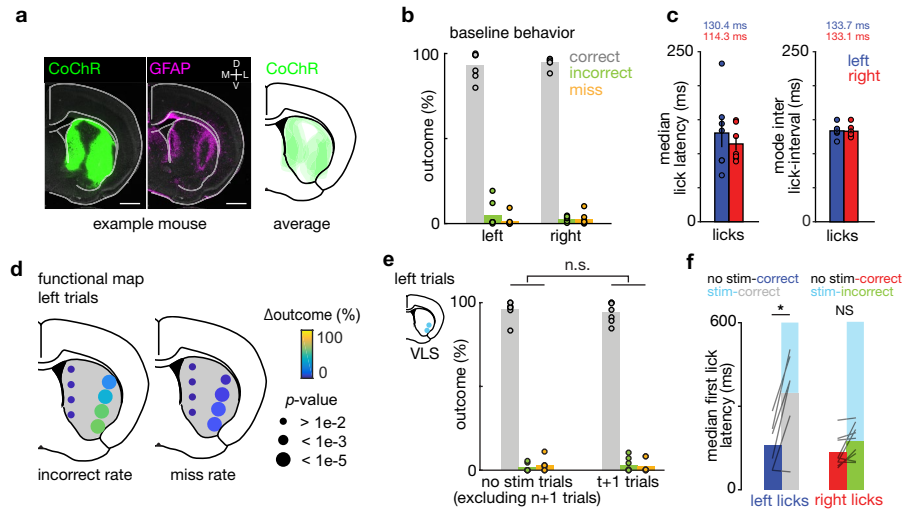 a
CoChR
GFAP
D
M L
V
CoChR
example mouse
average
b
baseline behavior
100
0
outcome (%)
correct
incorrect
miss
left
right
c
130.4 ms
114.3 ms
250
0
median
lick latency (ms)
licks
133.7 ms
133.1 ms
250
0
mode inter
lick-interval (ms)
left
right
licks
d
functional map
left trials
incorrect rate
miss rate
Δoutcome (%)
100
0
p-value
> 1e-2
< 1e-3
< 1e-5
e
left trials
VLS
n.s.
100
0
outcome (%)
no stim trials
(excluding n+1 trials)
t+1 trials
f
no stim-correct
stim-correct
no stim-correct
stim-incorrect
600
0
median first lick
latency (ms)
*
NS
left licks
right licks